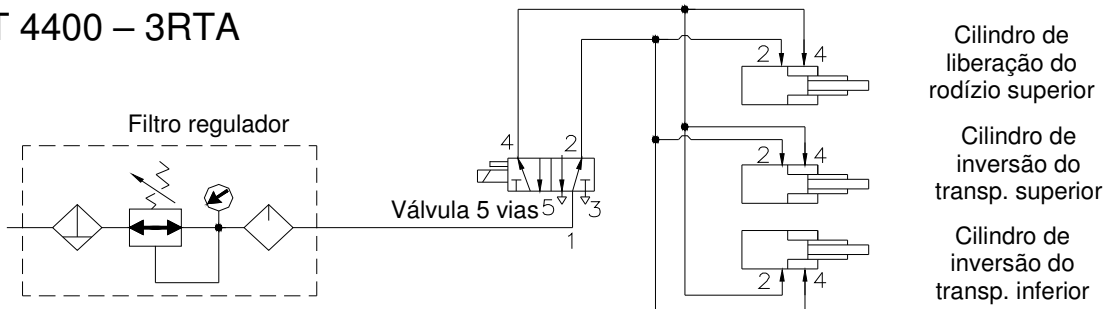 T 4400 – 3RTA
Filtro regulador
Válvula 5 vias
4
2
5
3
1
2
4
Cilindro de
liberação do
rodízio superior
2
4
Cilindro de
inversão do
transp. superior
2
4
Cilindro de
inversão do
transp. inferior